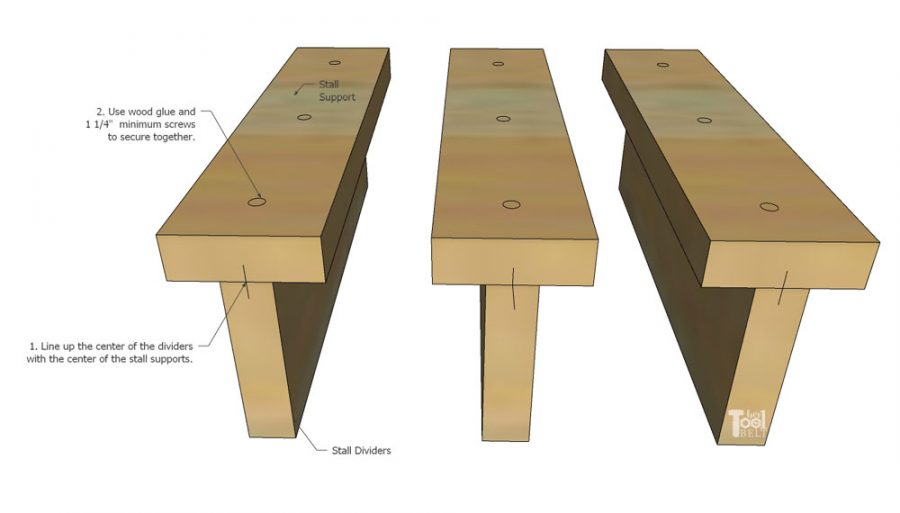 Stall
Support
2. Use wood glue and
1 1/4" minimum screws
to secure together.
1. Line up the center of the dividers
with the center of the stall supports.
Stall Dividers
her
Tool
BELT